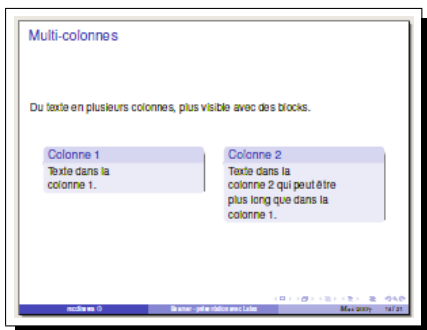 Multi-colonnes
Du texte en plusieurs colonnes, plus visible avec des blocks.
Colonne 1
Texte dans la
colonne 1.
Colonne 2
Texte dans la
colonne 2 qui peut être
plus long que dans la
colonne 1.